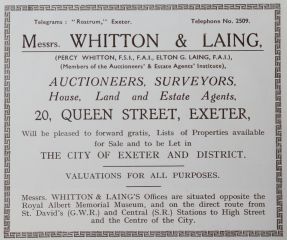 Telegrams: "Rostrum," Exeter. Telephone No. 2509.
Messrs. WHITTON & LAING,
(PERCY WHITTON, F.S.I., F.A.I., ELTON G. LAING, F.A.I.),
(Members of the Auctioneers' & Estate Agents' Institute),
AUCTIONEERS, SURVEYORS,
House, Land and Estate Agents,
20, QUEEN STREET, EXETER,
Will be pleased to forward gratis, Lists of Properties available
for Sale and to be Let in
THE CITY OF EXETER AND DISTRICT.
VALUATIONS FOR ALL PURPOSES.
Messrs. WHITTON & LAING'S Offices are situated opposite the
Royal Albert Memorial Museum, and on the direct route from
St. David's (G.W.R.) and Central (S.R.) Stations to High Street
and the Centre of the City.